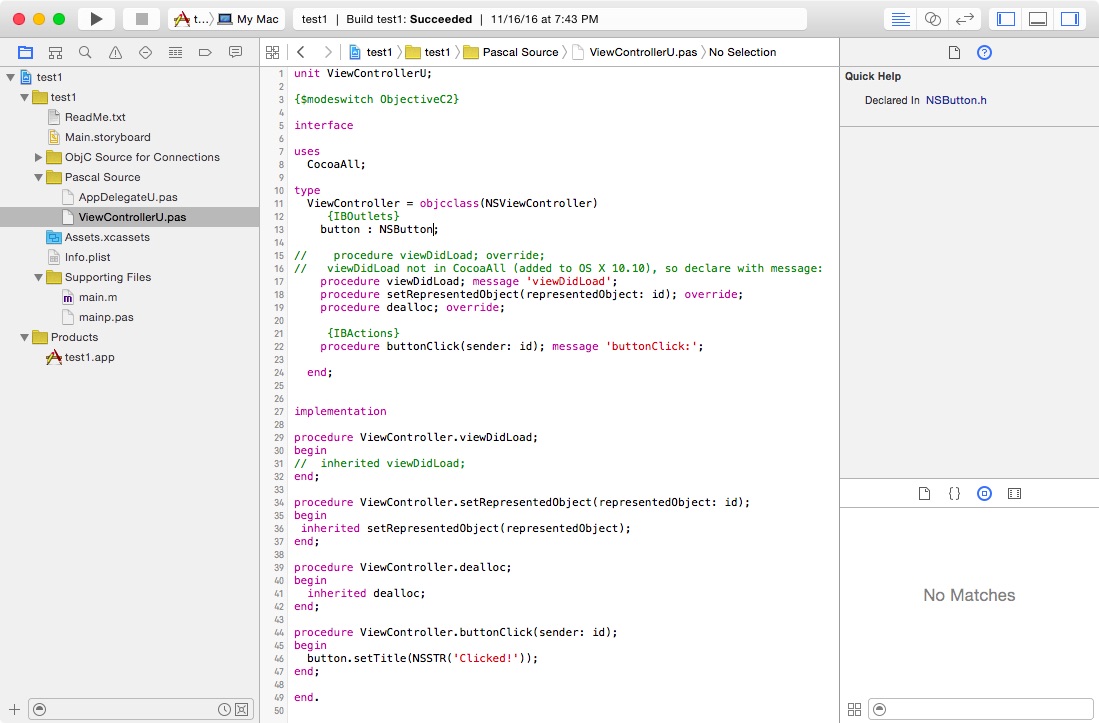 t...
My Mac
test1 | Build test1: Succeeded | 11/16/16 at 7:43 PM
test1
test1
Pascal Source
ViewControllerU.pas
No Selection
test1
test1
ReadMe.txt
Main.storyboard
ObjC Source for Connections
Pascal Source
AppDelegateU.pas
ViewControllerU.pas
Assets.xcassets
Info.plist
Supporting Files
main.m
mainp.pas
Products
test1.app
1 unit ViewControllerU;
2
3 {$modeswitch ObjectiveC2}
4
5 interface
6
7 uses
8   CocoaAll;
9
10 type
11   ViewController = objcclass(NSViewController)
12      {IBOutlets}
13     button : NSButton;
14
15 //    procedure viewDidLoad; override;
16 //   viewDidLoad not in CocoaAll (added to OS X 10.10), so declare with message:
17     procedure viewDidLoad; message 'viewDidLoad';
18     procedure setRepresentedObject(representedObject: id); override;
19     procedure dealloc; override;
20
21      {IBActions}
22     procedure buttonClick(sender: id); message 'buttonClick:';
23
24   end;
25
26
27 implementation
28
29 procedure ViewController.viewDidLoad;
30 begin
31 //  inherited viewDidLoad;
32 end;
33
34 procedure ViewController.setRepresentedObject(representedObject: id);
35 begin
36  inherited setRepresentedObject(representedObject);
37 end;
38
39 procedure ViewController.dealloc;
40 begin
41   inherited dealloc;
42 end;
43
44 procedure ViewController.buttonClick(sender: id);
45 begin
46   button.setTitle(NSSTR('Clicked!'));
47 end;
48
49 end.
50
Quick Help
Declared In NSButton.h
No Matches